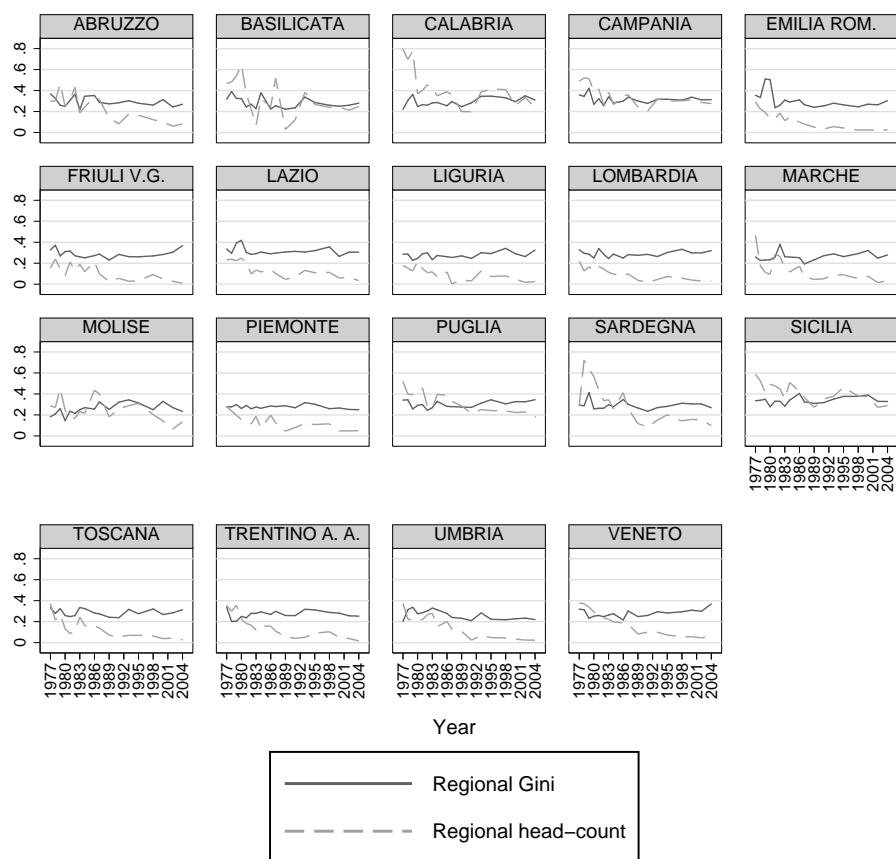 ABRUZZO BASILICATA CALABRIA CAMPANIA EMILIA ROM.
.8
.6
.4
.2
0
FRIULI V.G. LAZIO LIGURIA LOMBARDIA MARCHE
.8
.6
.4
.2
0
MOLISE PIEMONTE PUGLIA SARDEGNA SICILIA
.8
.6
.4
.2
0
1977 1980 1983 1986 1989 1992 1995 1998 2001 2004
TOSCANA TRENTINO A. A. UMBRIA VENETO
.8
.6
.4
.2
0
1977 1980 1983 1986 1989 1992 1995 1998 2001 2004 1977 1980 1983 1986 1989 1992 1995 1998 2001 2004 1977 1980 1983 1986 1989 1992 1995 1998 2001 2004 1977 1980 1983 1986 1989 1992 1995 1998 2001 2004
Year
Regional Gini
Regional head−count